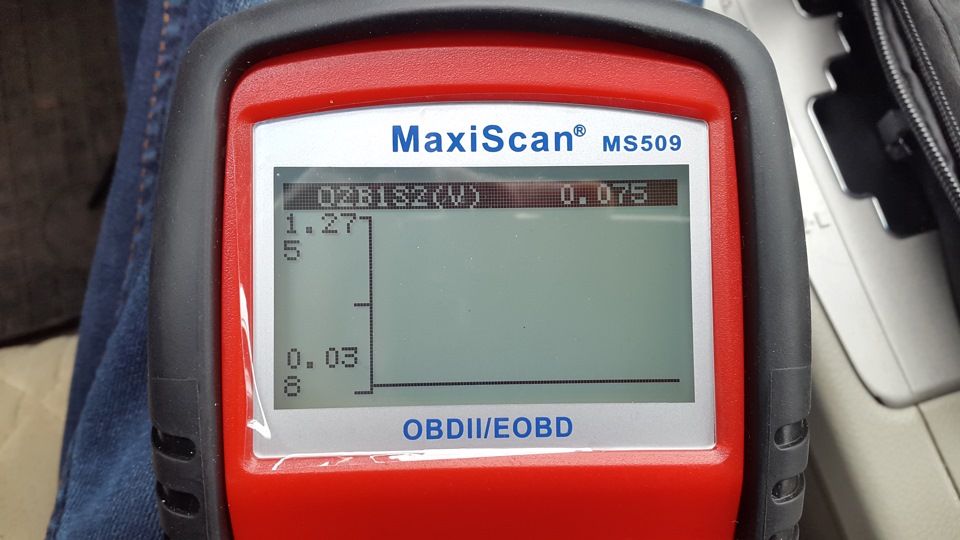 MaxiScan® MS509
O2B1S2(V) 0.075
1.27
5
0.03
8
OBDII/EOBD